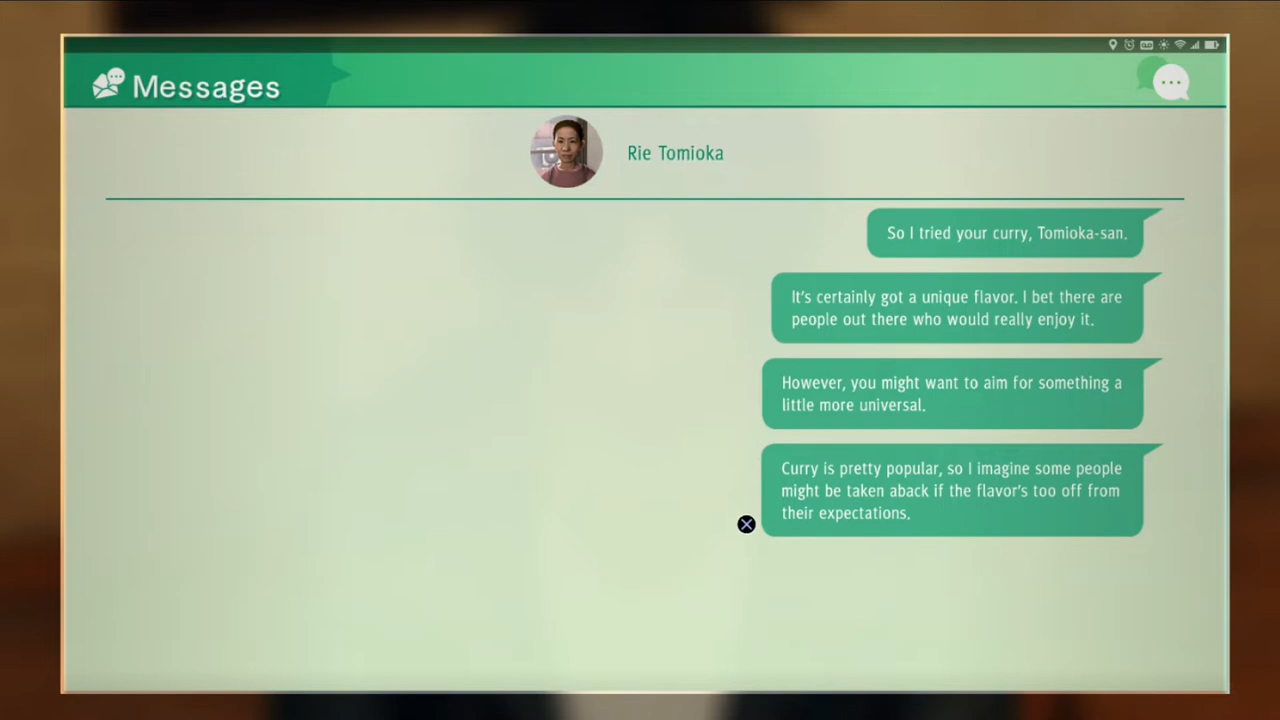 Messages
Rie Tomioka
So I tried your curry, Tomioka-san.
It's certainly got a unique flavor. I bet there are
people out there who would really enjoy it.
However, you might want to aim for something a
little more universal.
Curry is pretty popular, so I imagine some people
might be taken aback if the flavor's too off from
their expectations.